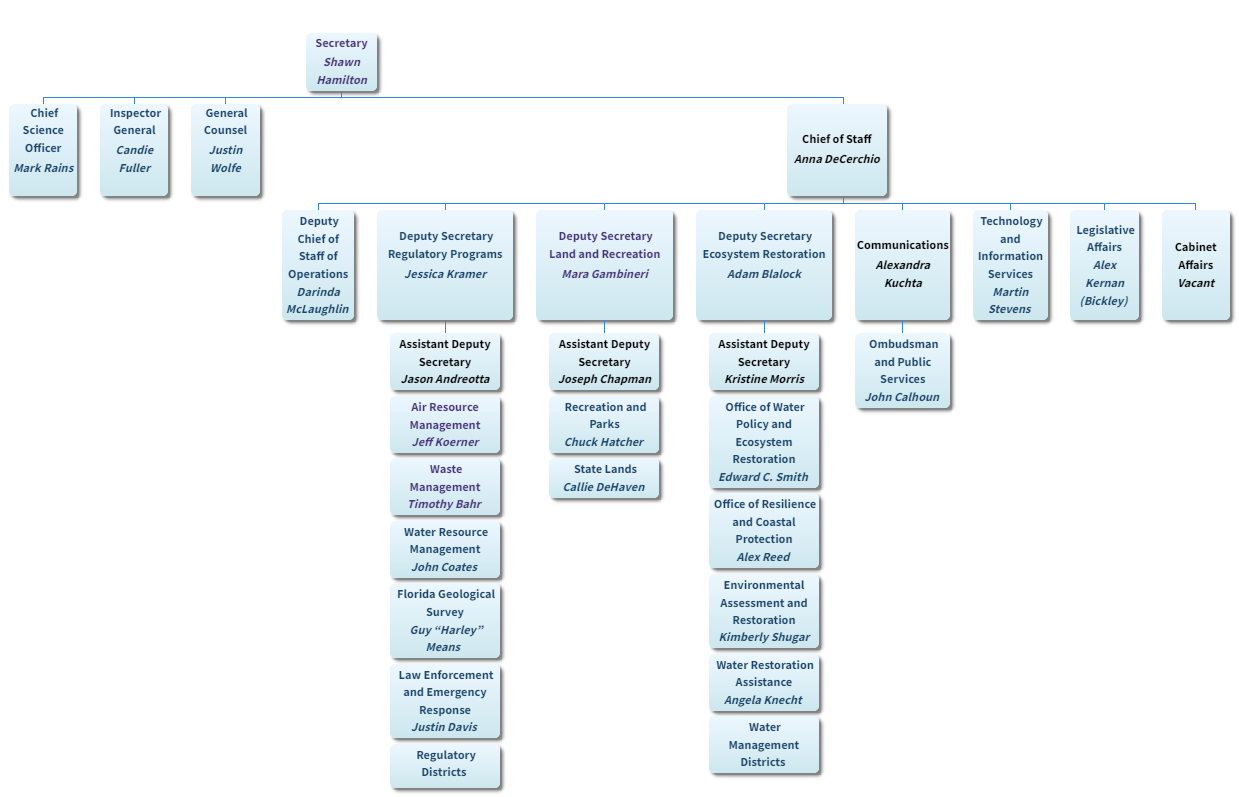 Secretary
Shawn
Hamilton
Chief
Science
Officer
Mark Rains
Inspector
General
Candie
Fuller
General
Counsel
Justin
Wolfe
Chief of Staff
Anna DeCerchio
Deputy
Chief of
Staff of
Operations
Darinda
McLaughlin
Deputy Secretary
Regulatory Programs
Jessica Kramer
Deputy Secretary
Land and Recreation
Mara Gambineri
Deputy Secretary
Ecosystem Restoration
Adam Blalock
Communications
Alexandra
Kuchta
Technology
and
Information
Services
Martin
Stevens
Legislative
Affairs
Alex
Kernan
(Bickley)
Cabinet
Affairs
Vacant
Assistant Deputy
Secretary
Jason Andreotta
Air Resource
Management
Jeff Koerner
Waste
Management
Timothy Bahr
Water Resource
Management
John Coates
Florida Geological
Survey
Guy “Harley”
Means
Law Enforcement
and Emergency
Response
Justin Davis
Regulatory
Districts
Assistant Deputy
Secretary
Joseph Chapman
Recreation and
Parks
Chuck Hatcher
State Lands
Callie DeHaven
Assistant Deputy
Secretary
Kristine Morris
Office of Water
Policy and
Ecosystem
Restoration
Edward C. Smith
Office of Resilience
and Coastal
Protection
Alex Reed
Environmental
Assessment and
Restoration
Kimberly Shugar
Water Restoration
Assistance
Angela Knecht
Water
Management
Districts
Ombudsman
and Public
Services
John Calhoun